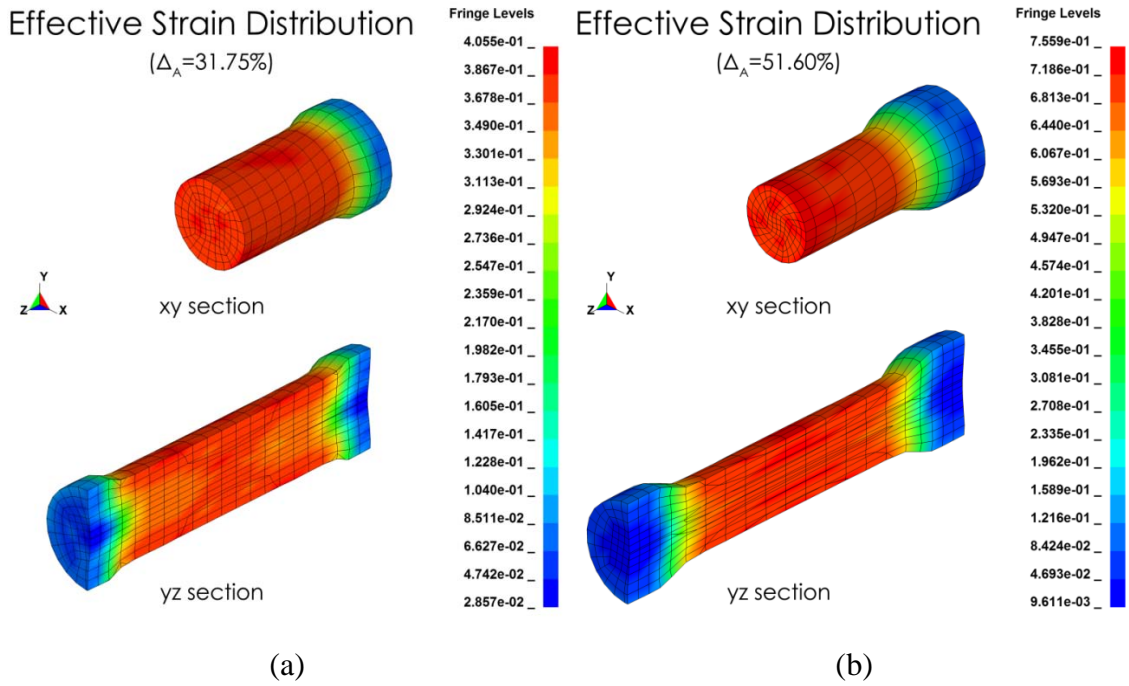 Effective Strain Distribution
(Δ_A=31.75%)
Fringe Levels
4.055e-01
3.867e-01
3.678e-01
3.490e-01
3.301e-01
3.113e-01
2.924e-01
2.736e-01
2.547e-01
2.359e-01
2.170e-01
1.982e-01
1.793e-01
1.605e-01
1.417e-01
1.228e-01
1.040e-01
8.511e-02
6.627e-02
4.742e-02
2.857e-02
Y
Z X
xy section
yz section
(a)
Effective Strain Distribution
(Δ_A=51.60%)
Fringe Levels
7.559e-01
7.186e-01
6.813e-01
6.440e-01
6.067e-01
5.693e-01
5.320e-01
4.947e-01
4.574e-01
4.201e-01
3.828e-01
3.455e-01
3.081e-01
2.708e-01
2.335e-01
1.962e-01
1.589e-01
1.216e-01
8.424e-02
4.693e-02
9.611e-03
Y
Z X
xy section
yz section
(b)